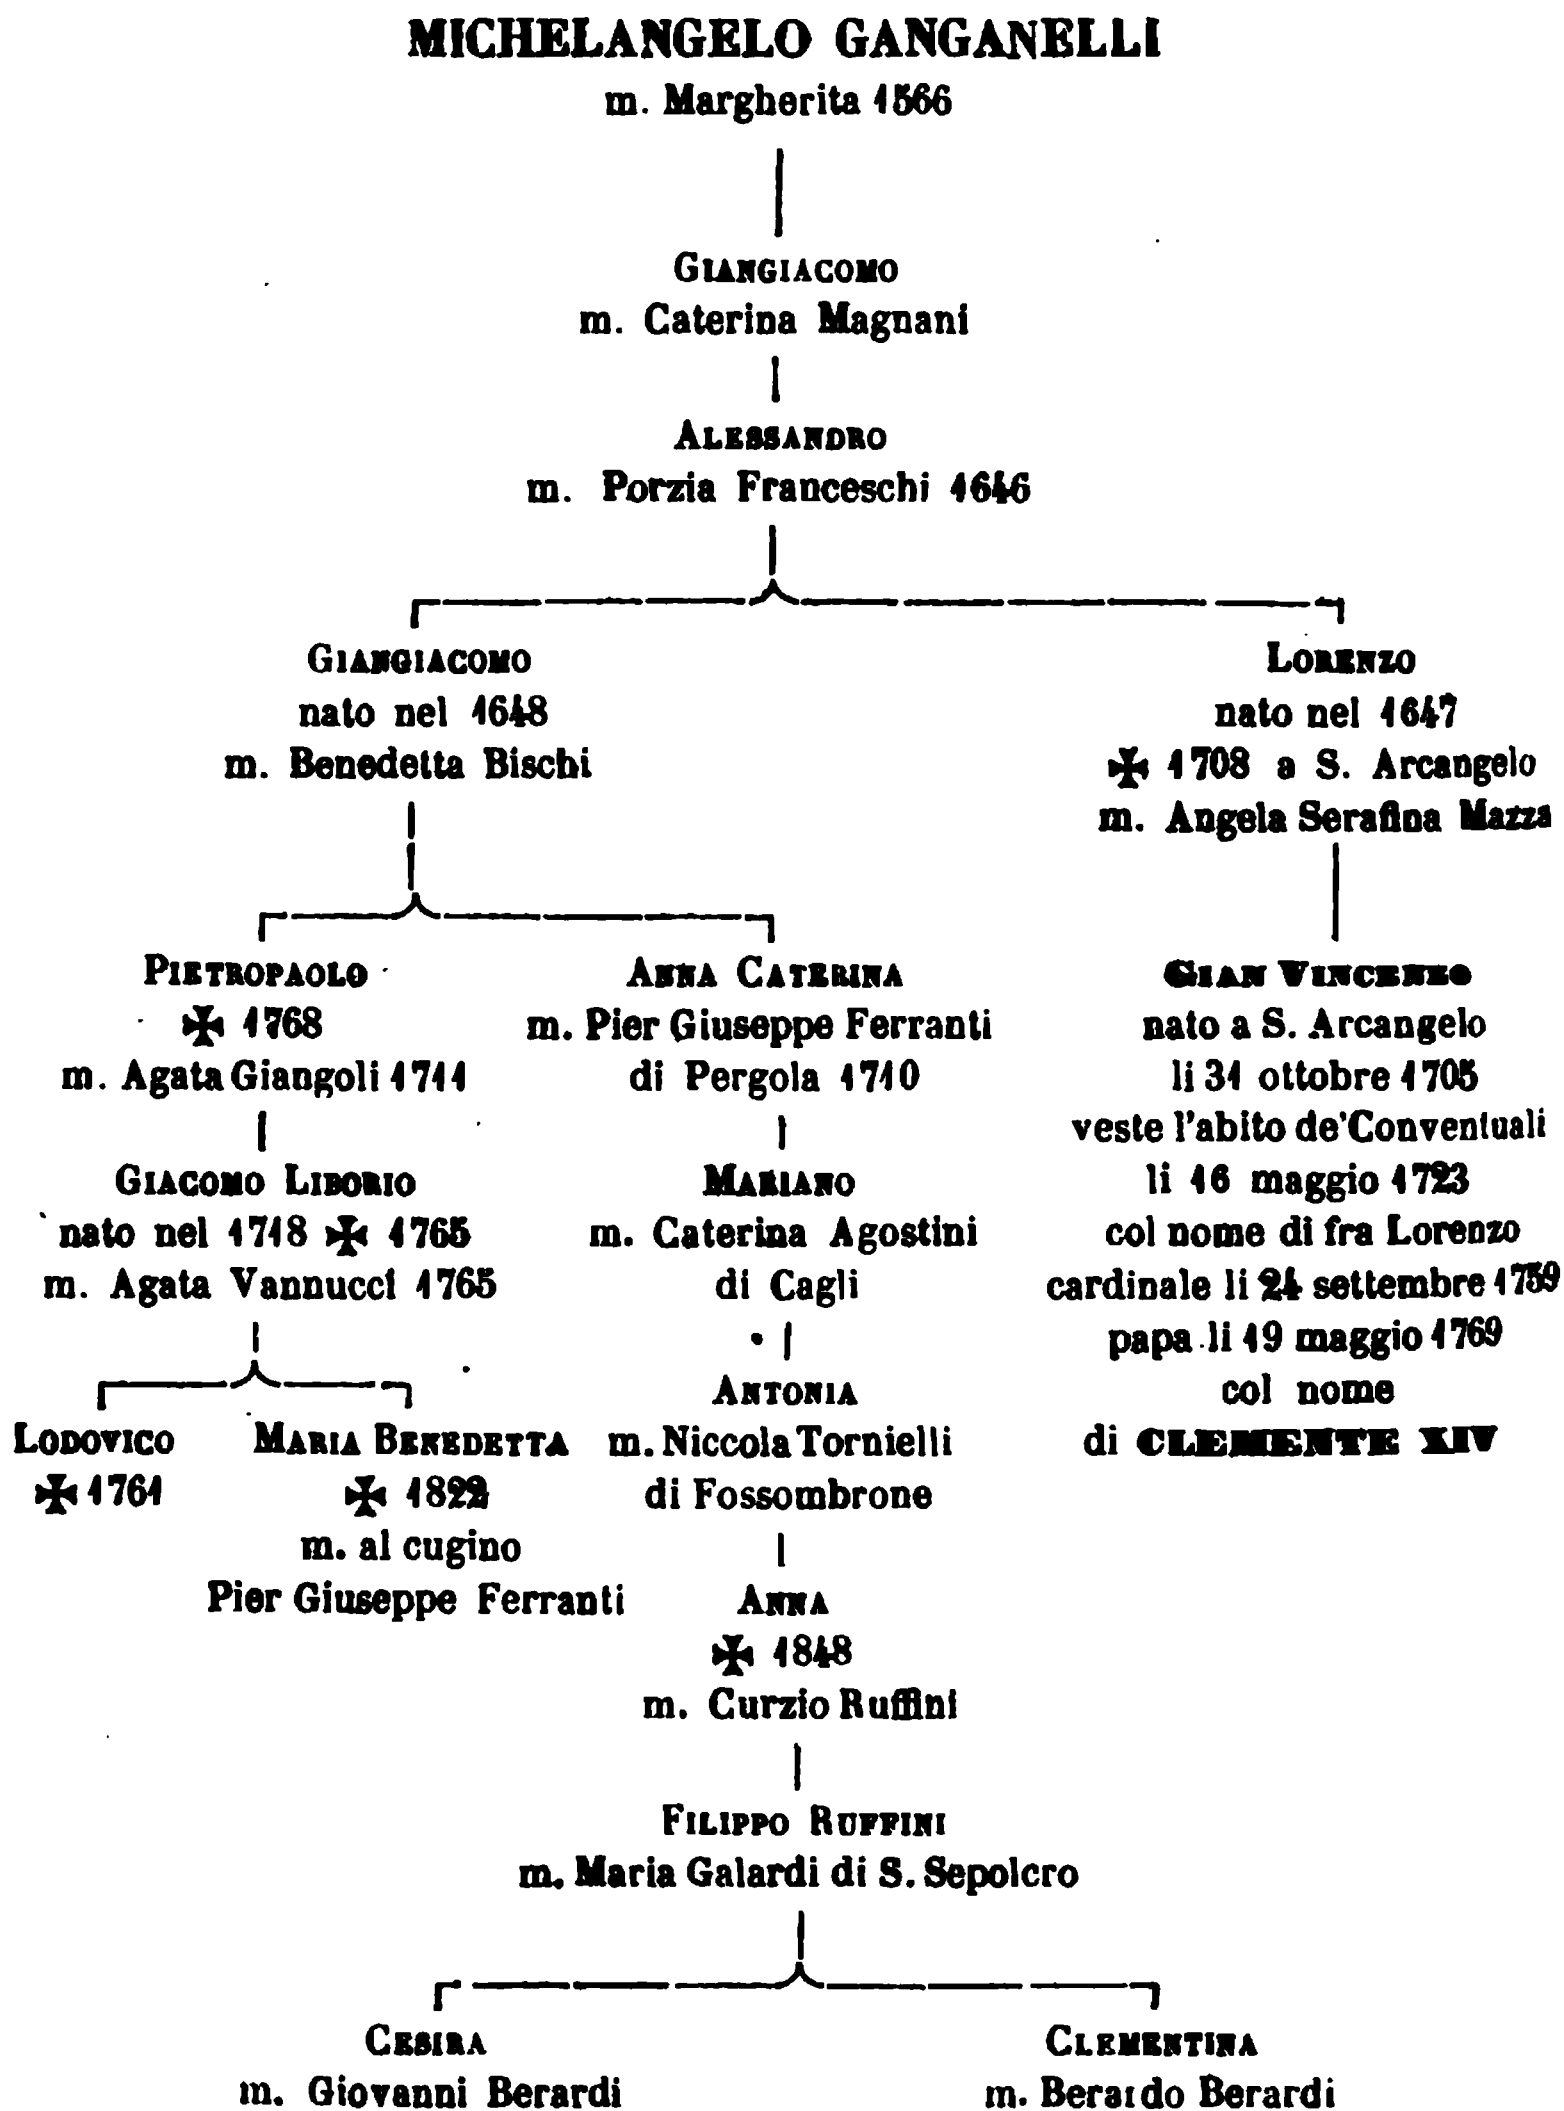 MICHELANGELO GANGANELLI
m. Margherita 1566
GIANGIACOMO
m. Caterina Magnani
ALESSANDRO
m. Porzia Franceschi 1646
GIANGIACOMO
nato nel 1648
m. Benedetta Bischi
LORENZO
nato nel 1647
✠ 1708 a S. Arcangelo
m. Angela Serafina Mazza
PIETROPAOLO
✠ 1768
m. Agata Giangoli 1711
GIACOMO LIBORIO
nato nel 1718 ✠ 1765
m. Agata Vannucci 1765
LODOVICO
✠ 1761
MARIA BENEDETTA
✠ 1822
m. al cugino
Pier Giuseppe Ferranti
ANNA CATERINA
m. Pier Giuseppe Ferranti
di Pergola 1710
MARIANO
m. Caterina Agostini
di Cagli
ANTONIA
m. Niccola Tornielli
di Fossombrone
ANNA
✠ 1848
m. Curzio Ruffini
FILIPPO RUFFINI
m. Maria Galardi di S. Sepolcro
CESIRA
m. Giovanni Berardi
CLEMENTINA
m. Berardo Berardi
GIAN VINCENZO
nato a S. Arcangelo
li 31 ottobre 1705
veste l'abito de' Conventuali
li 16 maggio 1723
col nome di fra Lorenzo
cardinale li 24 settembre 1759
papa li 19 maggio 1769
col nome
di CLEMENTE XIV